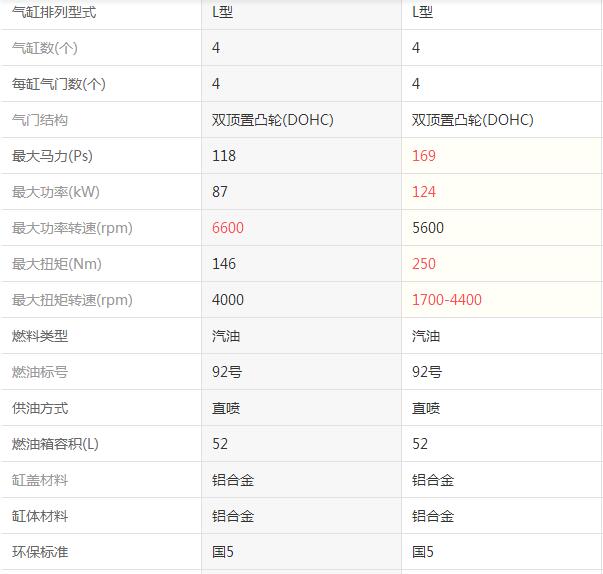 气缸排列型式 L型 L型
气缸数(个) 4 4
每缸气门数(个) 4 4
气门结构 双顶置凸轮(DOHC) 双顶置凸轮(DOHC)
最大马力(Ps) 118 169
最大功率(kW) 87 124
最大功率转速(rpm) 6600 5600
最大扭矩(Nm) 146 250
最大扭矩转速(rpm) 4000 1700-4400
燃料类型 汽油 汽油
燃油标号 92号 92号
供油方式 直喷 直喷
燃油箱容积(L) 52 52
缸盖材料 铝合金 铝合金
缸体材料 铝合金 铝合金
环保标准 国5 国5